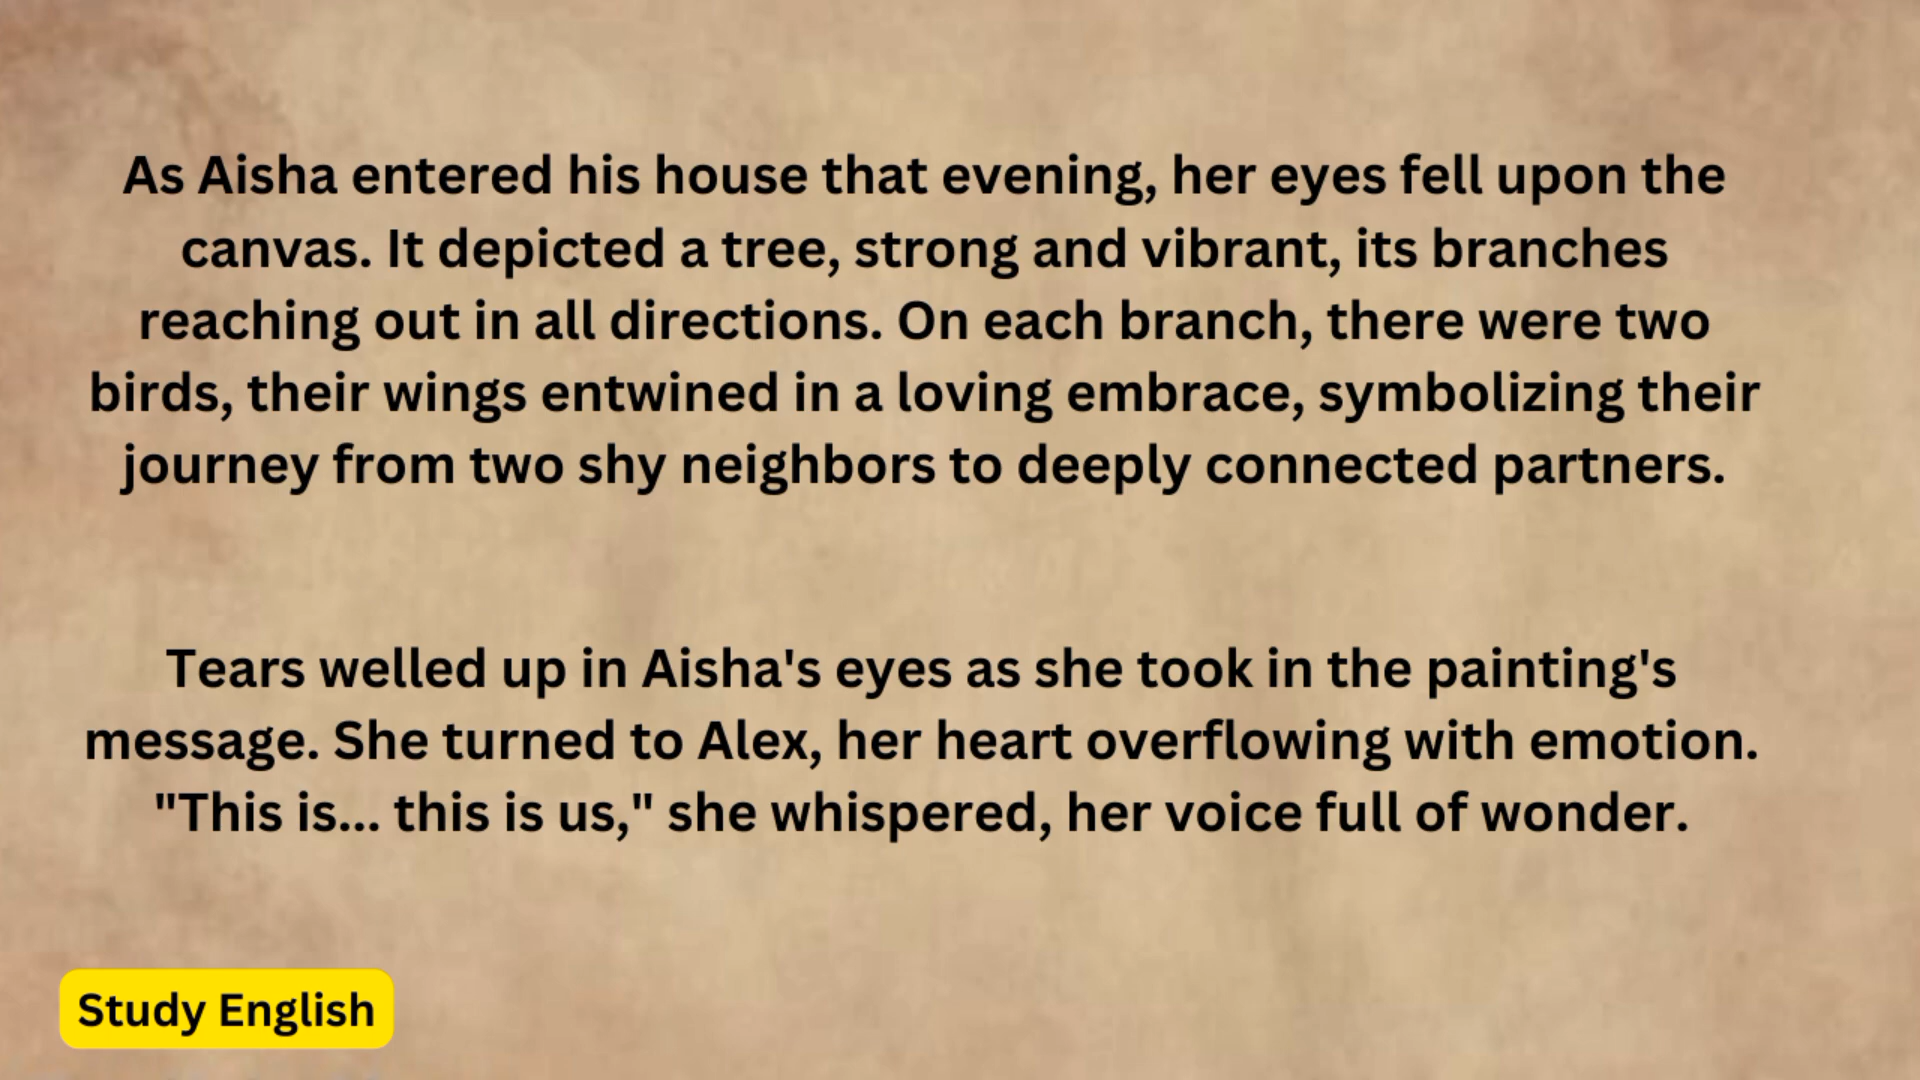 As Aisha entered his house that evening, her eyes fell upon the
canvas. It depicted a tree, strong and vibrant, its branches
reaching out in all directions. On each branch, there were two
birds, their wings entwined in a loving embrace, symbolizing their
journey from two shy neighbors to deeply connected partners.
Tears welled up in Aisha's eyes as she took in the painting's
message. She turned to Alex, her heart overflowing with emotion.
"This is... this is us," she whispered, her voice full of wonder.
Study English